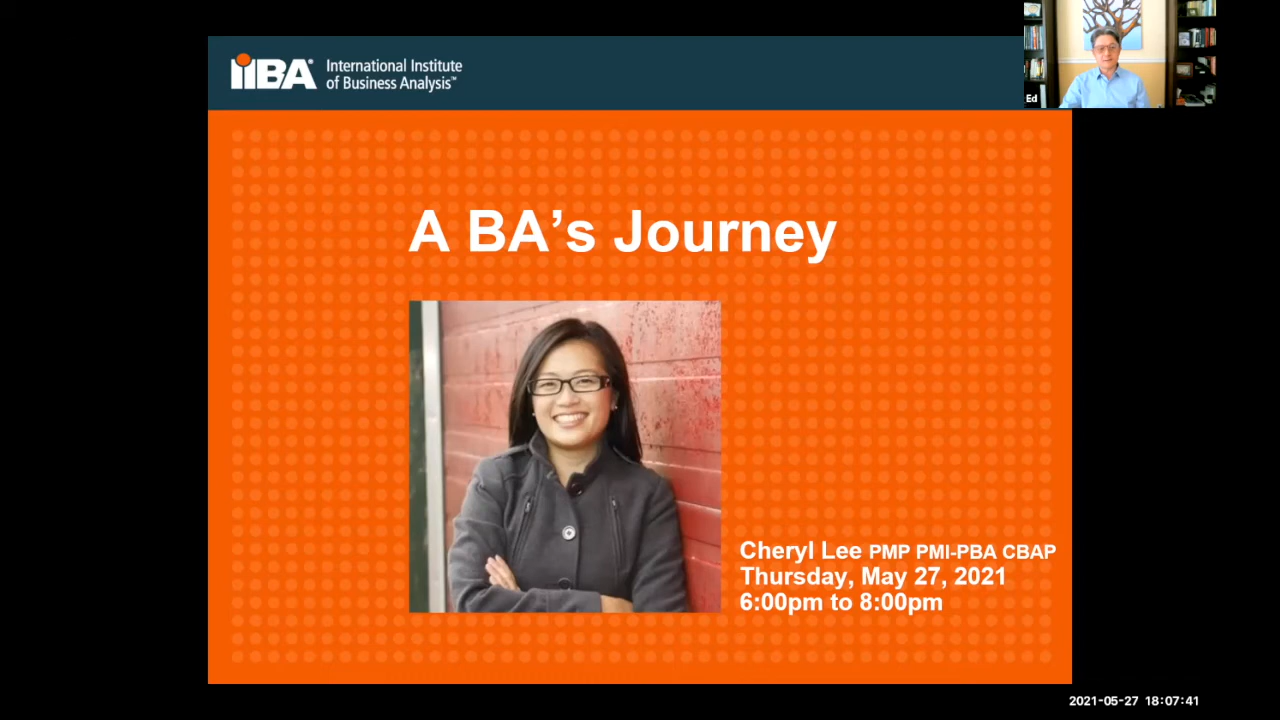 iiBA® International Institute
of Business Analysis™
Ed
A BA's Journey
Cheryl Lee PMP PMI-PBA CBAP
Thursday, May 27, 2021
6:00pm to 8:00pm
2021-05-27 18:07:41